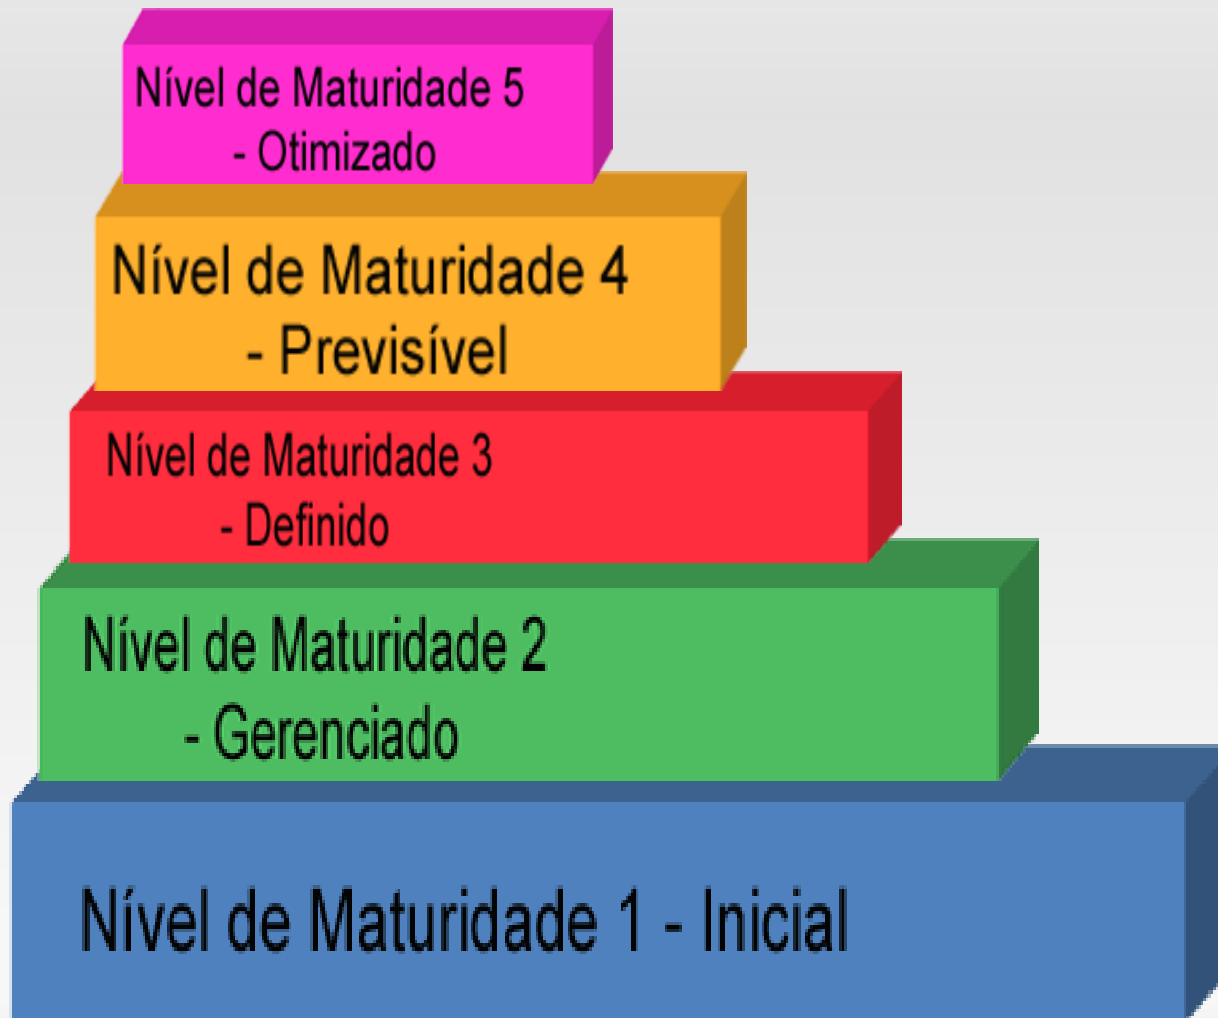 Nível de Maturidade 5
- Otimizado
Nível de Maturidade 4
- Previsível
Nível de Maturidade 3
- Definido
Nível de Maturidade 2
- Gerenciado
Nível de Maturidade 1 - Inicial